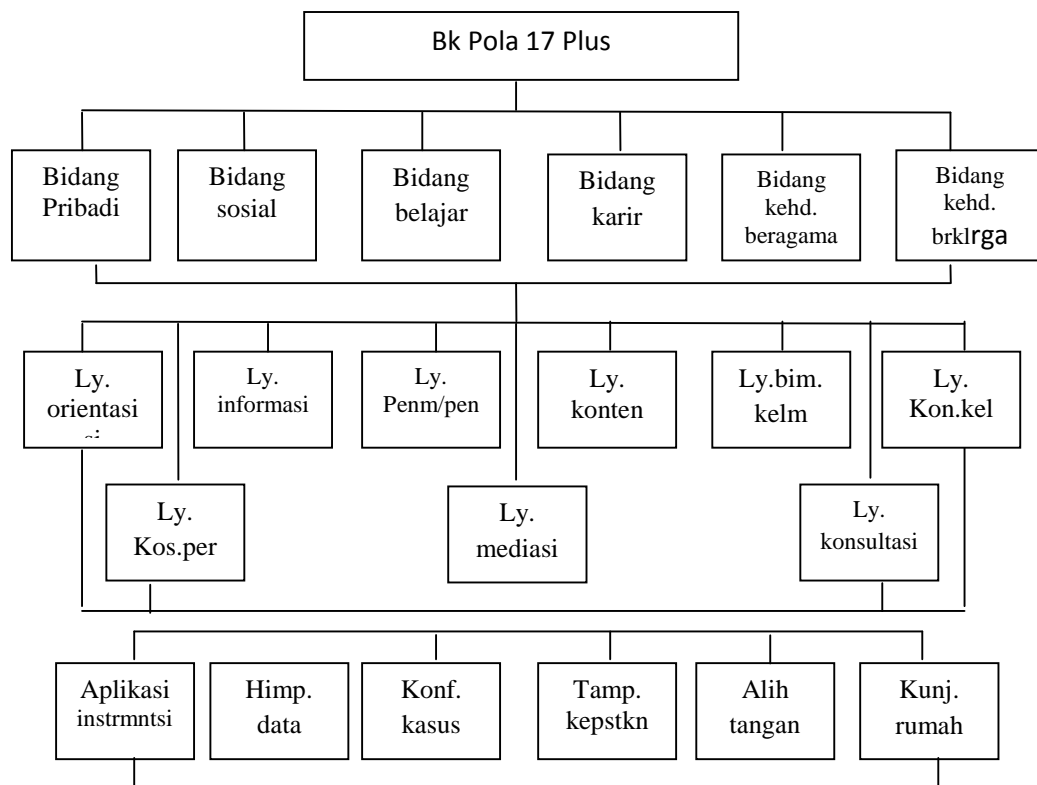 Bk Pola 17 Plus
Bidang
Pribadi
Bidang
sosial
Bidang
belajar
Bidang
karir
Bidang
kehd.
beragama
Bidang
kehd.
brklrga
Ly.
orientasi
si
Ly.
informasi
Ly.
Penm/pen
Ly.
konten
Ly.bim.
kelm
Ly.
Kon.kel
Ly.
Kos.per
Ly.
mediasi
Ly.
konsultasi
Aplikasi
instrmntsi
Himp.
data
Konf.
kasus
Tamp.
kepstkn
Alih
tangan
Kunj.
rumah